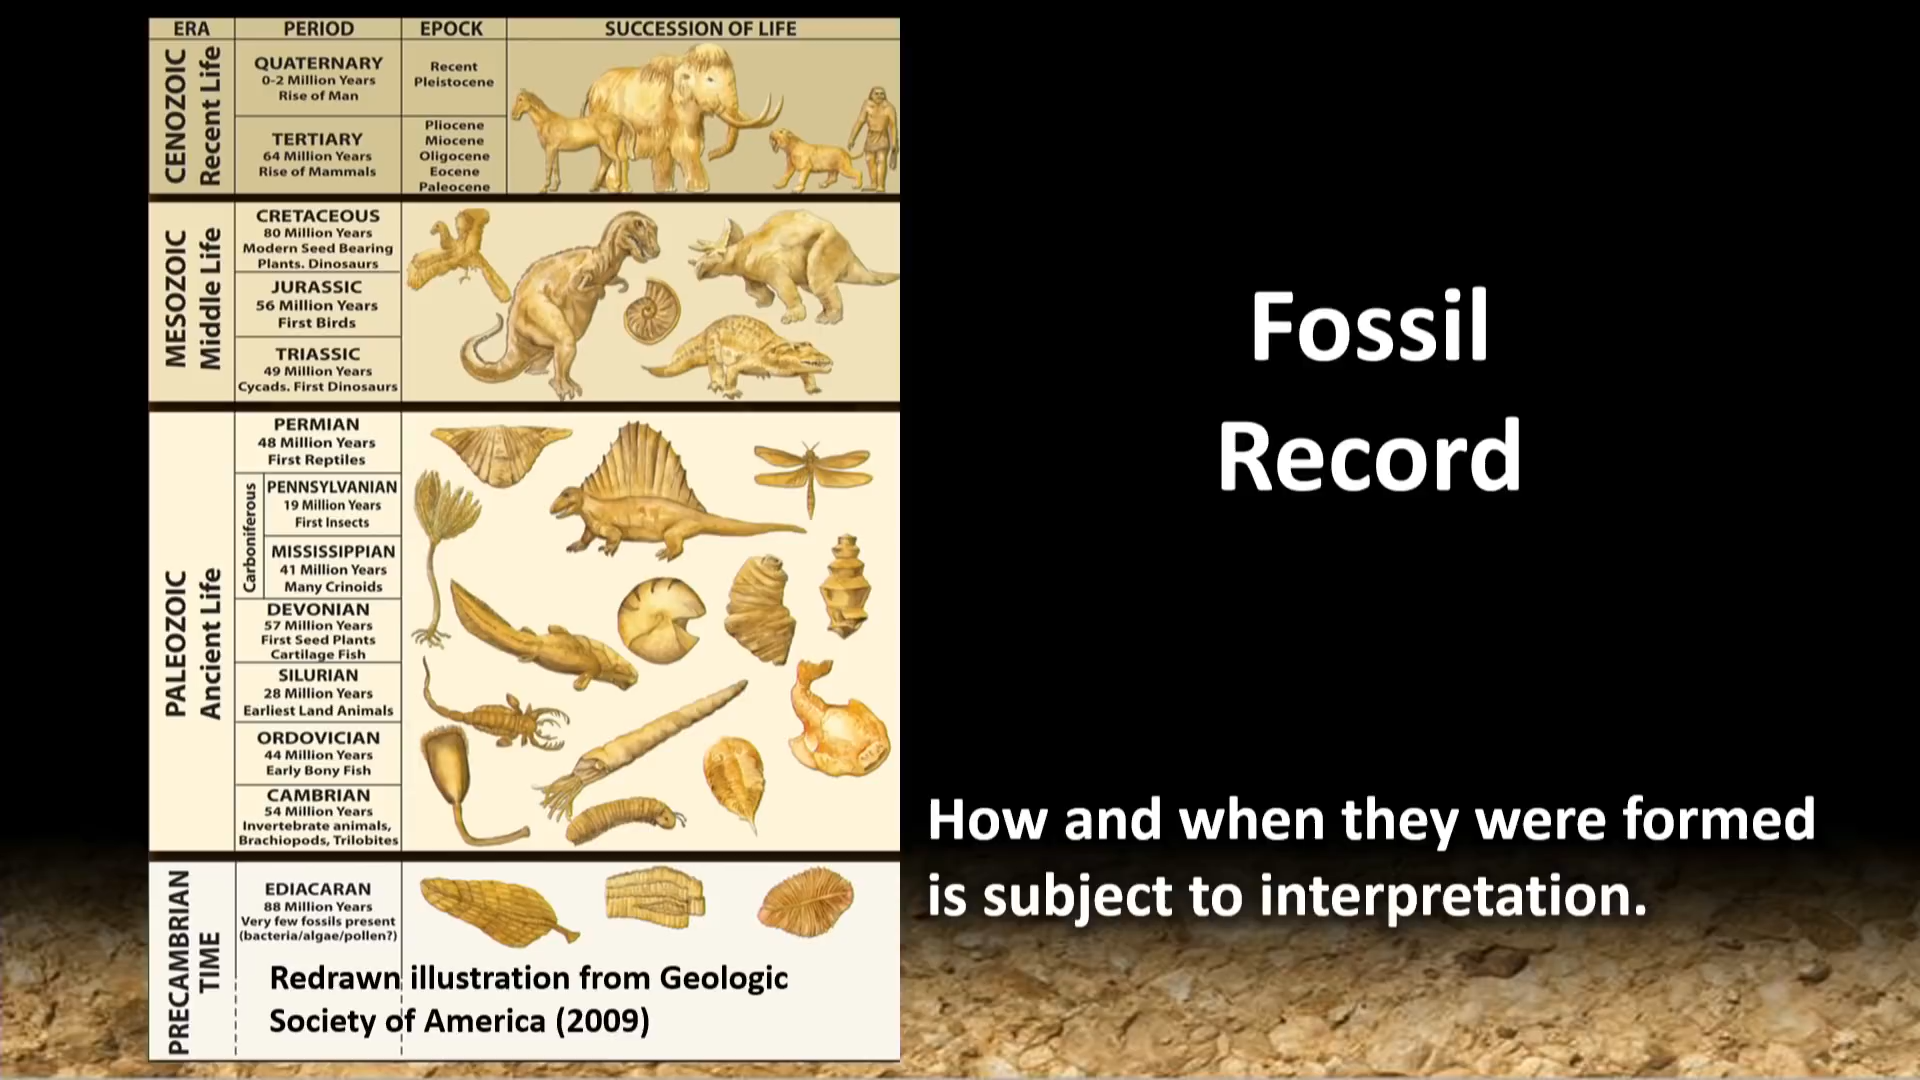 ERA PERIOD EPOCK SUCCESSION OF LIFE
CENOZOIC
Recent Life
QUATERNARY
0-2 Million Years
Rise of Man
Recent
Pleistocene
TERTIARY
64 Million Years
Rise of Mammals
Pliocene
Miocene
Oligocene
Eocene
Paleocene
MESOZOIC
Middle Life
CRETACEOUS
80 Million Years
Modern Seed Bearing
Plants. Dinosaurs
JURASSIC
56 Million Years
First Birds
TRIASSIC
49 Million Years
Cycads. First Dinosaurs
PALEOZOIC
Ancient Life
PERMIAN
48 Million Years
First Reptiles
Carboniferous
PENNSYLVANIAN
19 Million Years
First Insects
MISSISSIPPIAN
41 Million Years
Many Crinoids
DEVONIAN
57 Million Years
First Seed Plants
Cartilage Fish
SILURIAN
28 Million Years
Earliest Land Animals
ORDOVICIAN
44 Million Years
Early Bony Fish
CAMBRIAN
54 Million Years
Invertebrate animals,
Brachiopods, Trilobites
PRECAMBRIAN
TIME
EDIACARAN
88 Million Years
Very few fossils present
(bacteria/algae/pollen?)
Redrawn illustration from Geologic
Society of America (2009)
Fossil
Record
How and when they were formed
is subject to interpretation.